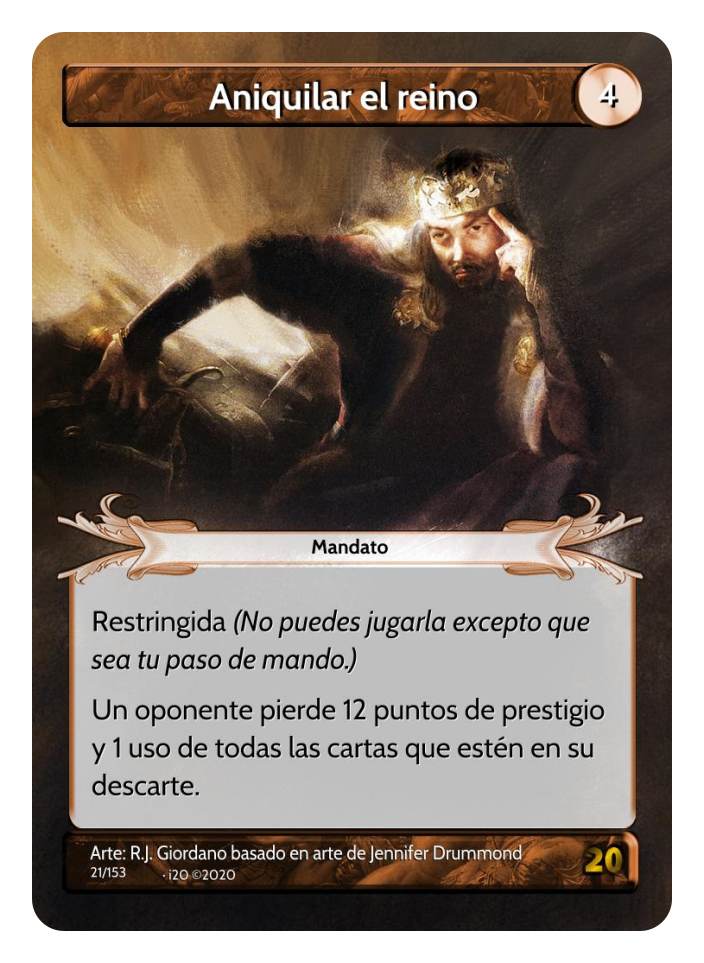 Aniquilar el reino
4
Mandato
Restringida (No puedes jugarla excepto que
sea tu paso de mando.)
Un oponente pierde 12 puntos de prestigio
y 1 uso de todas las cartas que estén en su
descarte.
Arte: R.J. Giordano basado en arte de Jennifer Drummond
21/153 · i20 ©2020
20